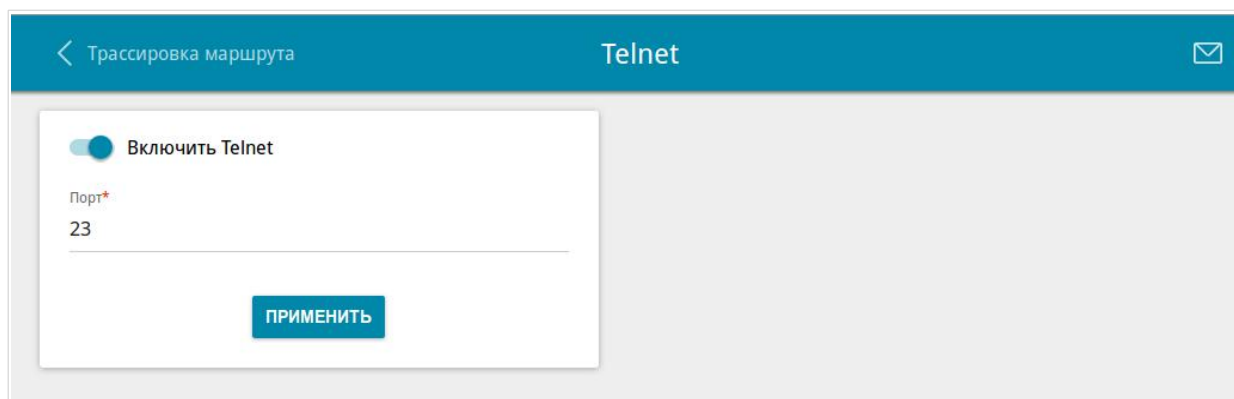 Трассировка маршрута
Telnet
Включить Telnet
Порт*
23
ПРИМЕНИТЬ